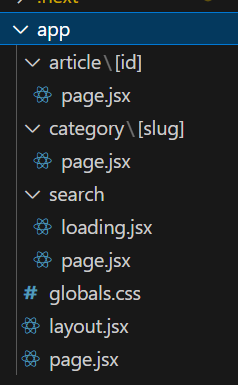 app
article\[id]
page.jsx
category\[slug]
page.jsx
search
loading.jsx
page.jsx
# globals.css
layout.jsx
page.jsx